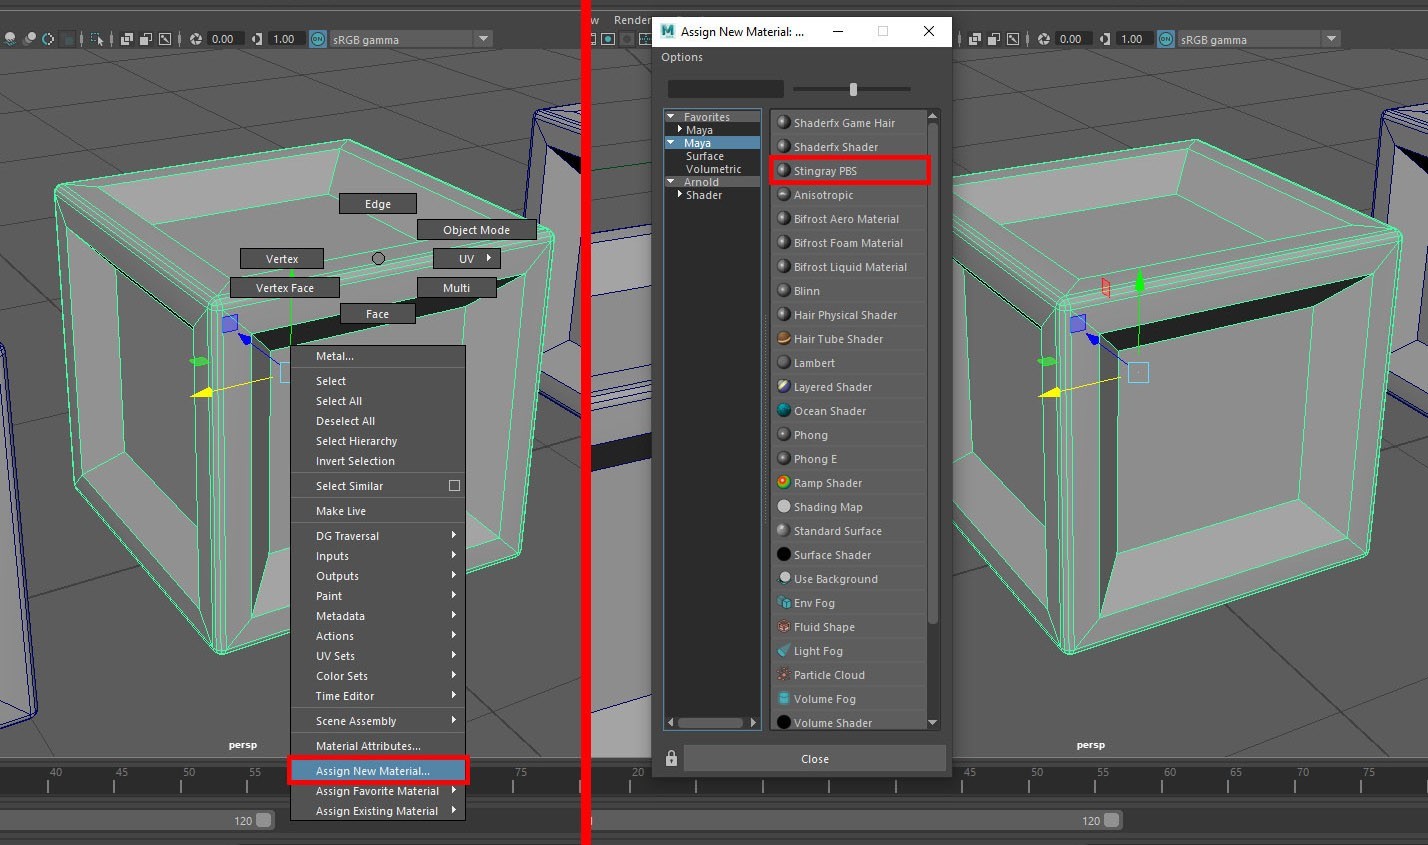 0.00
1.00
ON
sRGB gamma
Edge
Object Mode
Vertex
UV
Vertex Face
Multi
Face
Metal...
Select
Select All
Deselect All
Select Hierarchy
Invert Selection
Select Similar
Make Live
DG Traversal
Inputs
Outputs
Paint
Metadata
Actions
UV Sets
Color Sets
Time Editor
Scene Assembly
Material Attributes...
Assign New Material...
Assign Favorite Material
Assign Existing Material
persp
40
45
50
55
75
120
Render
M Assign New Material: ...
Options
Favorites
Maya
Maya
Surface
Volumetric
Arnold
Shader
Shaderfx Game Hair
Shaderfx Shader
Stingray PBS
Anisotropic
Bifrost Aero Material
Bifrost Foam Material
Bifrost Liquid Material
Blinn
Hair Physical Shader
Hair Tube Shader
Lambert
Layered Shader
Ocean Shader
Phong
Phong E
Ramp Shader
Shading Map
Standard Surface
Surface Shader
Use Background
Env Fog
Fluid Shape
Light Fog
Particle Cloud
Volume Fog
Volume Shader
Close
0.00
1.00
ON
sRGB gamma
persp
20
45
50
55
60
65
70
75
120